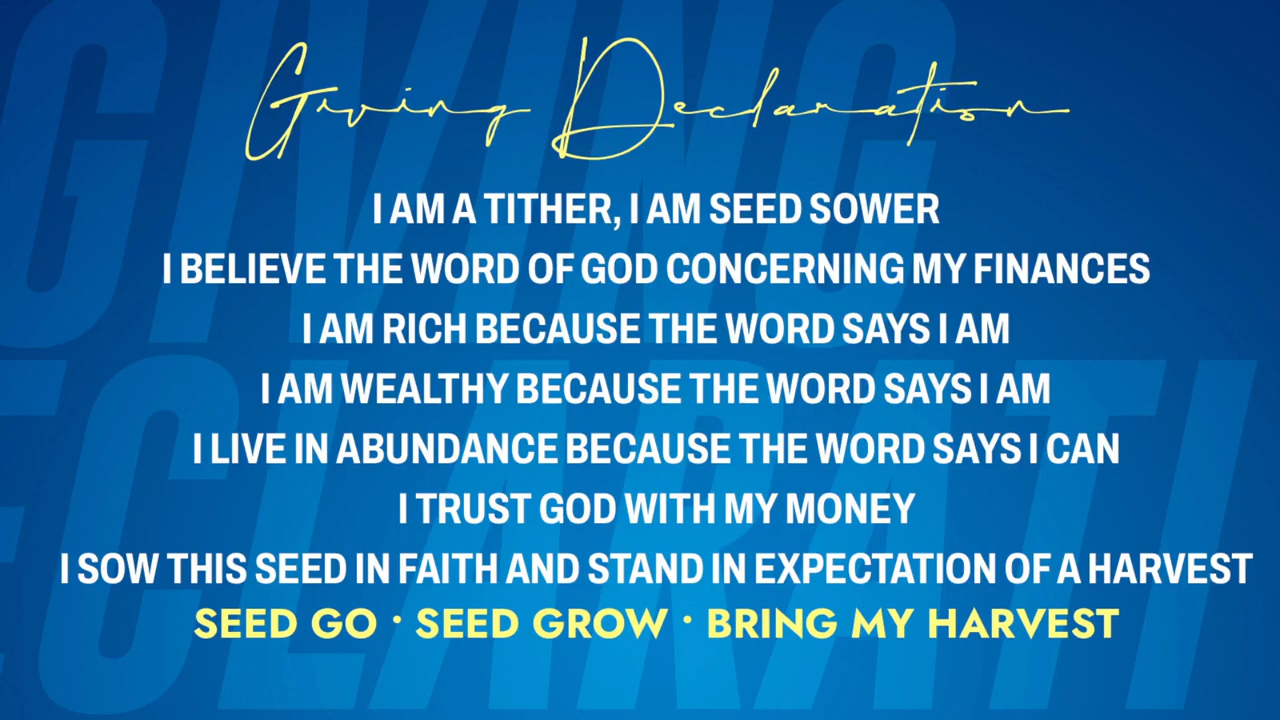 Giving Declaration
I AM A TITHER, I AM SEED SOWER
I BELIEVE THE WORD OF GOD CONCERNING MY FINANCES
I AM RICH BECAUSE THE WORD SAYS I AM
I AM WEALTHY BECAUSE THE WORD SAYS I AM
I LIVE IN ABUNDANCE BECAUSE THE WORD SAYS I CAN
I TRUST GOD WITH MY MONEY
I SOW THIS SEED IN FAITH AND STAND IN EXPECTATION OF A HARVEST
SEED GO · SEED GROW · BRING MY HARVEST
GIVING
ECLARATI